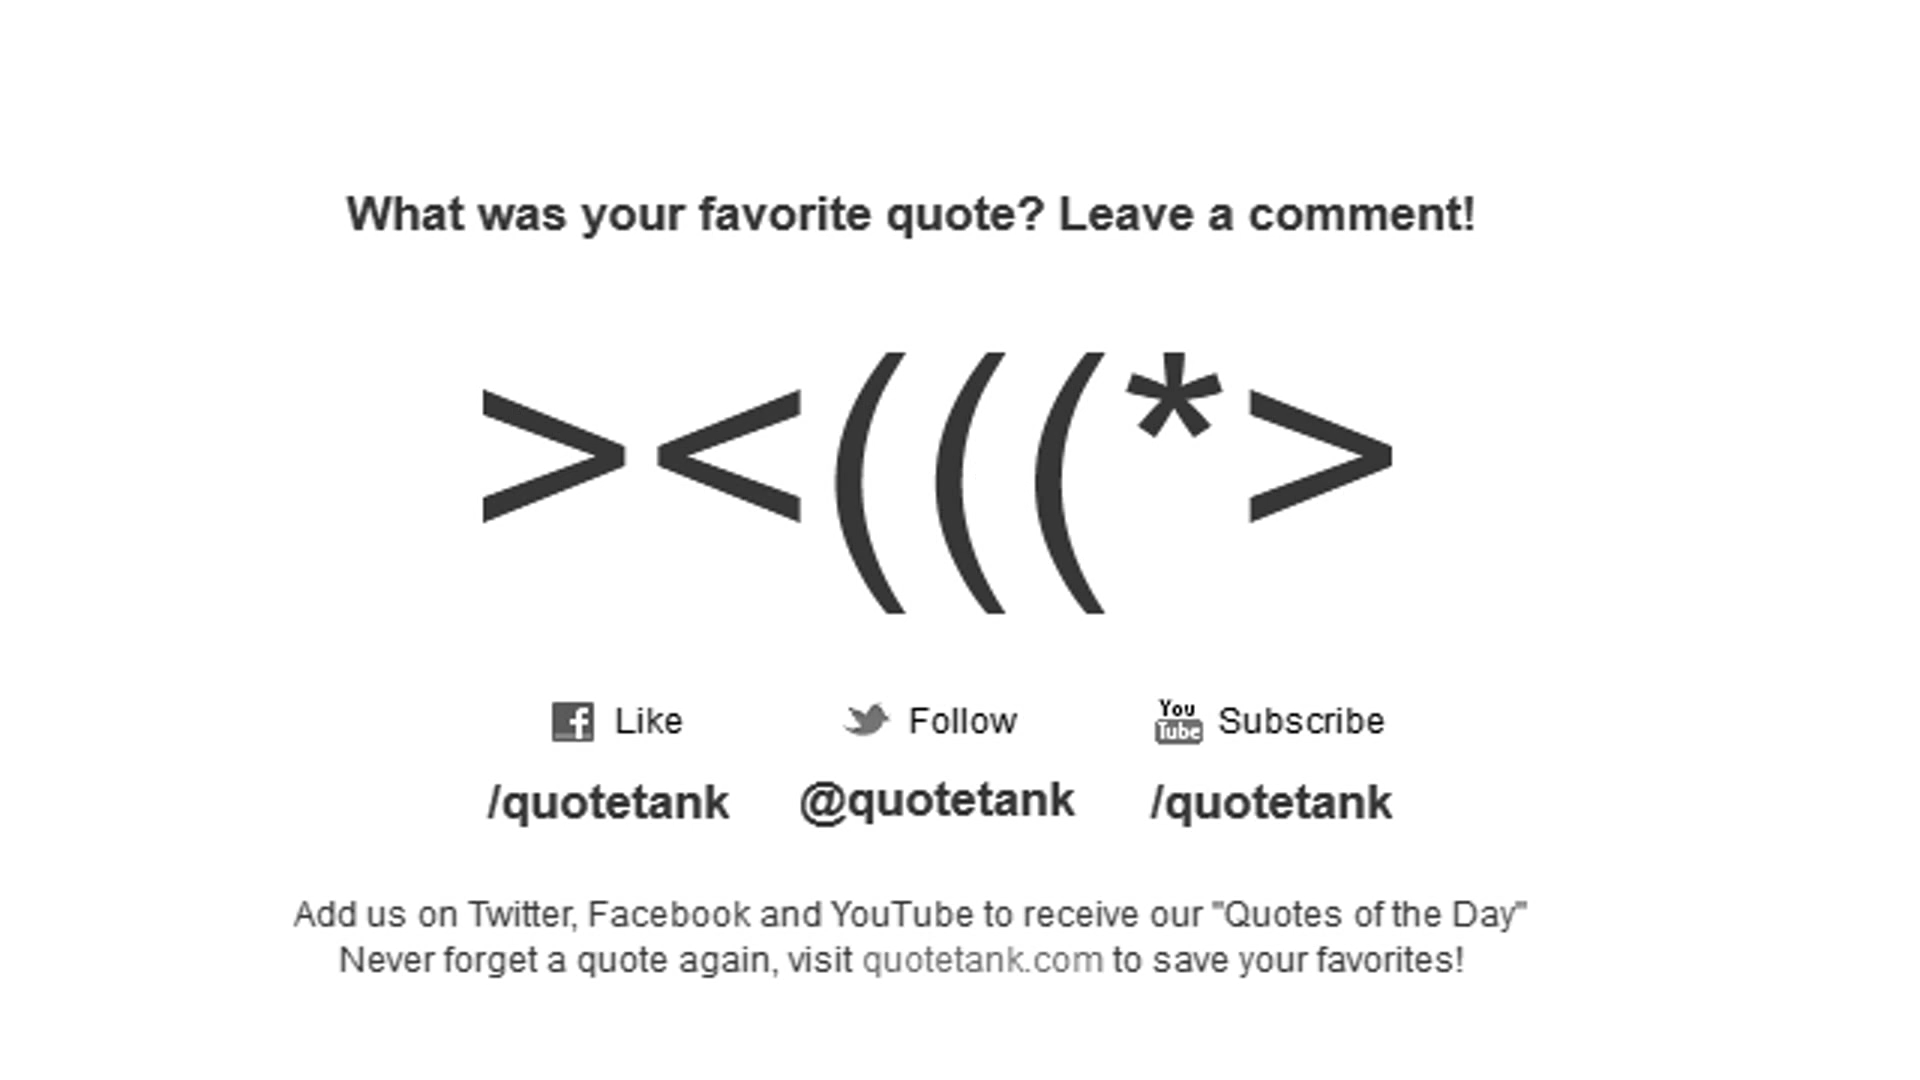 What was your favorite quote? Leave a comment!
><(((*>
f Like
Follow
You Tube Subscribe
/quotetank
@quotetank
/quotetank
Add us on Twitter, Facebook and YouTube to receive our "Quotes of the Day"
Never forget a quote again, visit quotetank.com to save your favorites!